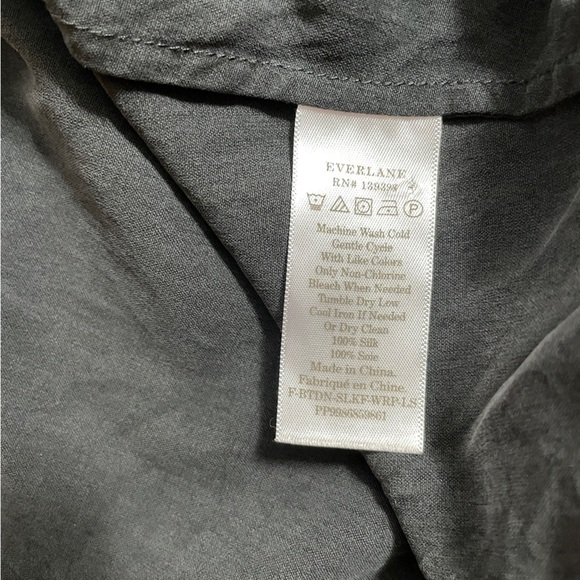 EVERLANE
RN# 139398
Machine Wash Cold
Gentle Cycle
With Like Colors
Only Non-Chlorine
Bleach When Needed
Tumble Dry Low
Cool Iron If Needed
Or Dry Clean
100% Silk
100% Soie
Made in China.
Fabriqué en Chine.
F-BTDN-SLKF-WRP-LS
PP9986859861